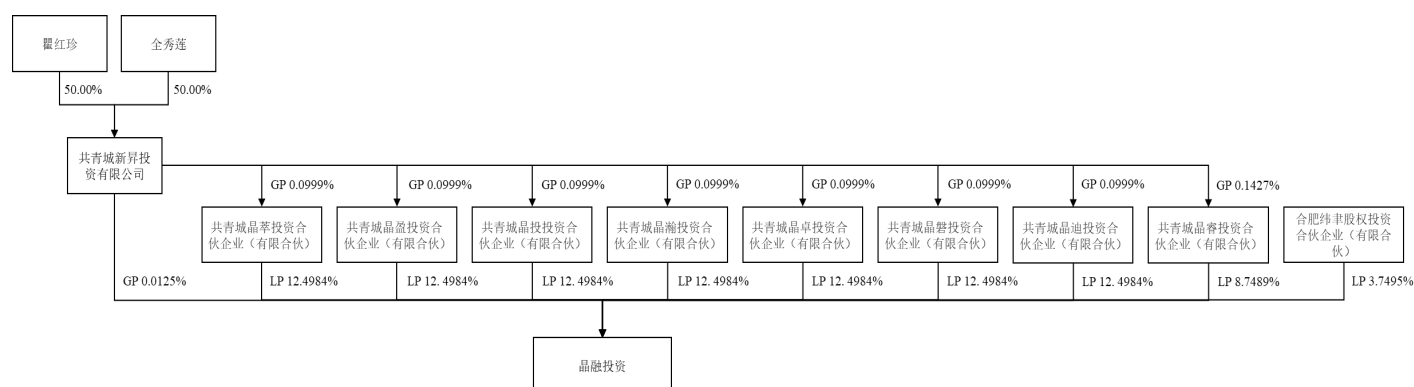 瞿红珍
仝秀莲
50.00%
50.00%
共青城新昇投
资有限公司
GP 0.0999%
GP 0.0999%
GP 0.0999%
GP 0.0999%
GP 0.0999%
GP 0.0999%
GP 0.0999%
GP 0.1427%
共青城晶萃投资合
伙企业（有限合伙）
共青城晶盈投资合
伙企业（有限合伙）
共青城晶投投资合
伙企业（有限合伙）
共青城晶瀚投资合
伙企业（有限合伙）
共青城晶卓投资合
伙企业（有限合伙）
共青城晶磐投资合
伙企业（有限合伙）
共青城晶迪投资合
伙企业（有限合伙）
共青城晶睿投资合
伙企业（有限合伙）
合肥纬聿股权投资
合伙企业（有限合
伙）
GP 0.0125%
LP 12.4984%
LP 12. 4984%
LP 12. 4984%
LP 12. 4984%
LP 12. 4984%
LP 12. 4984%
LP 12. 4984%
LP 8.7489%
LP 3.7495%
晶融投资